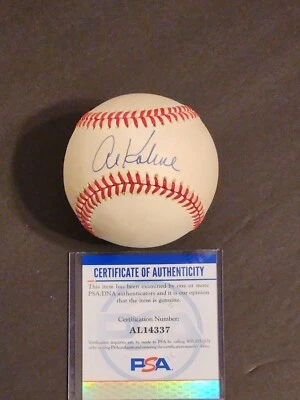 Al Kaline
CERTIFICATE OF AUTHENTICITY
This item has been examined by one or more
PSA/DNA authenticators and it is our opinion
that the item is genuine.
Certification Number:
AL14337
PSA